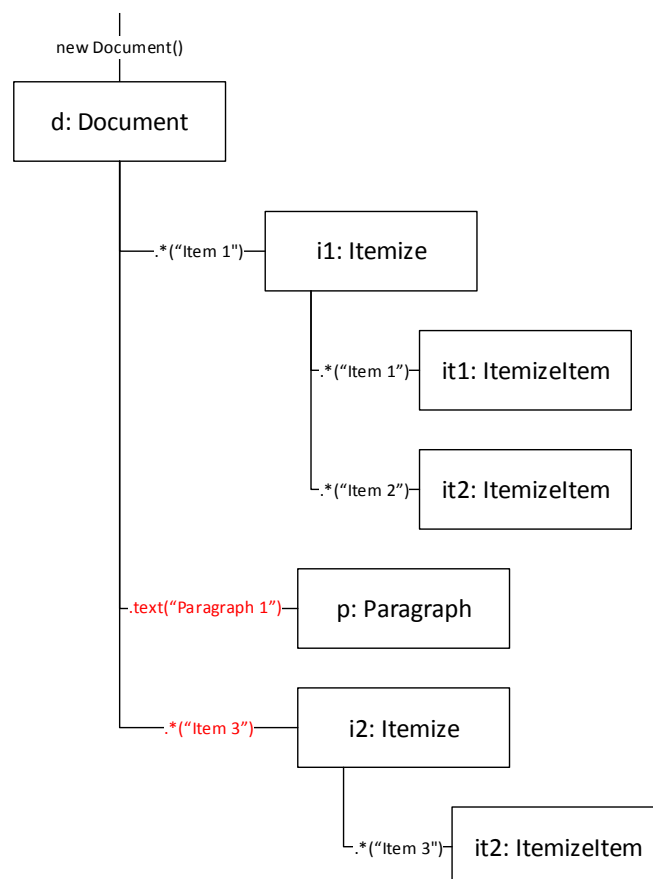 new Document()
d: Document
.*(“Item 1")
i1: Itemize
.*(“Item 1”)
it1: ItemizeItem
.*(“Item 2”)
it2: ItemizeItem
.text(“Paragraph 1”)
p: Paragraph
.*(“Item 3”)
i2: Itemize
.*(“Item 3")
it2: ItemizeItem